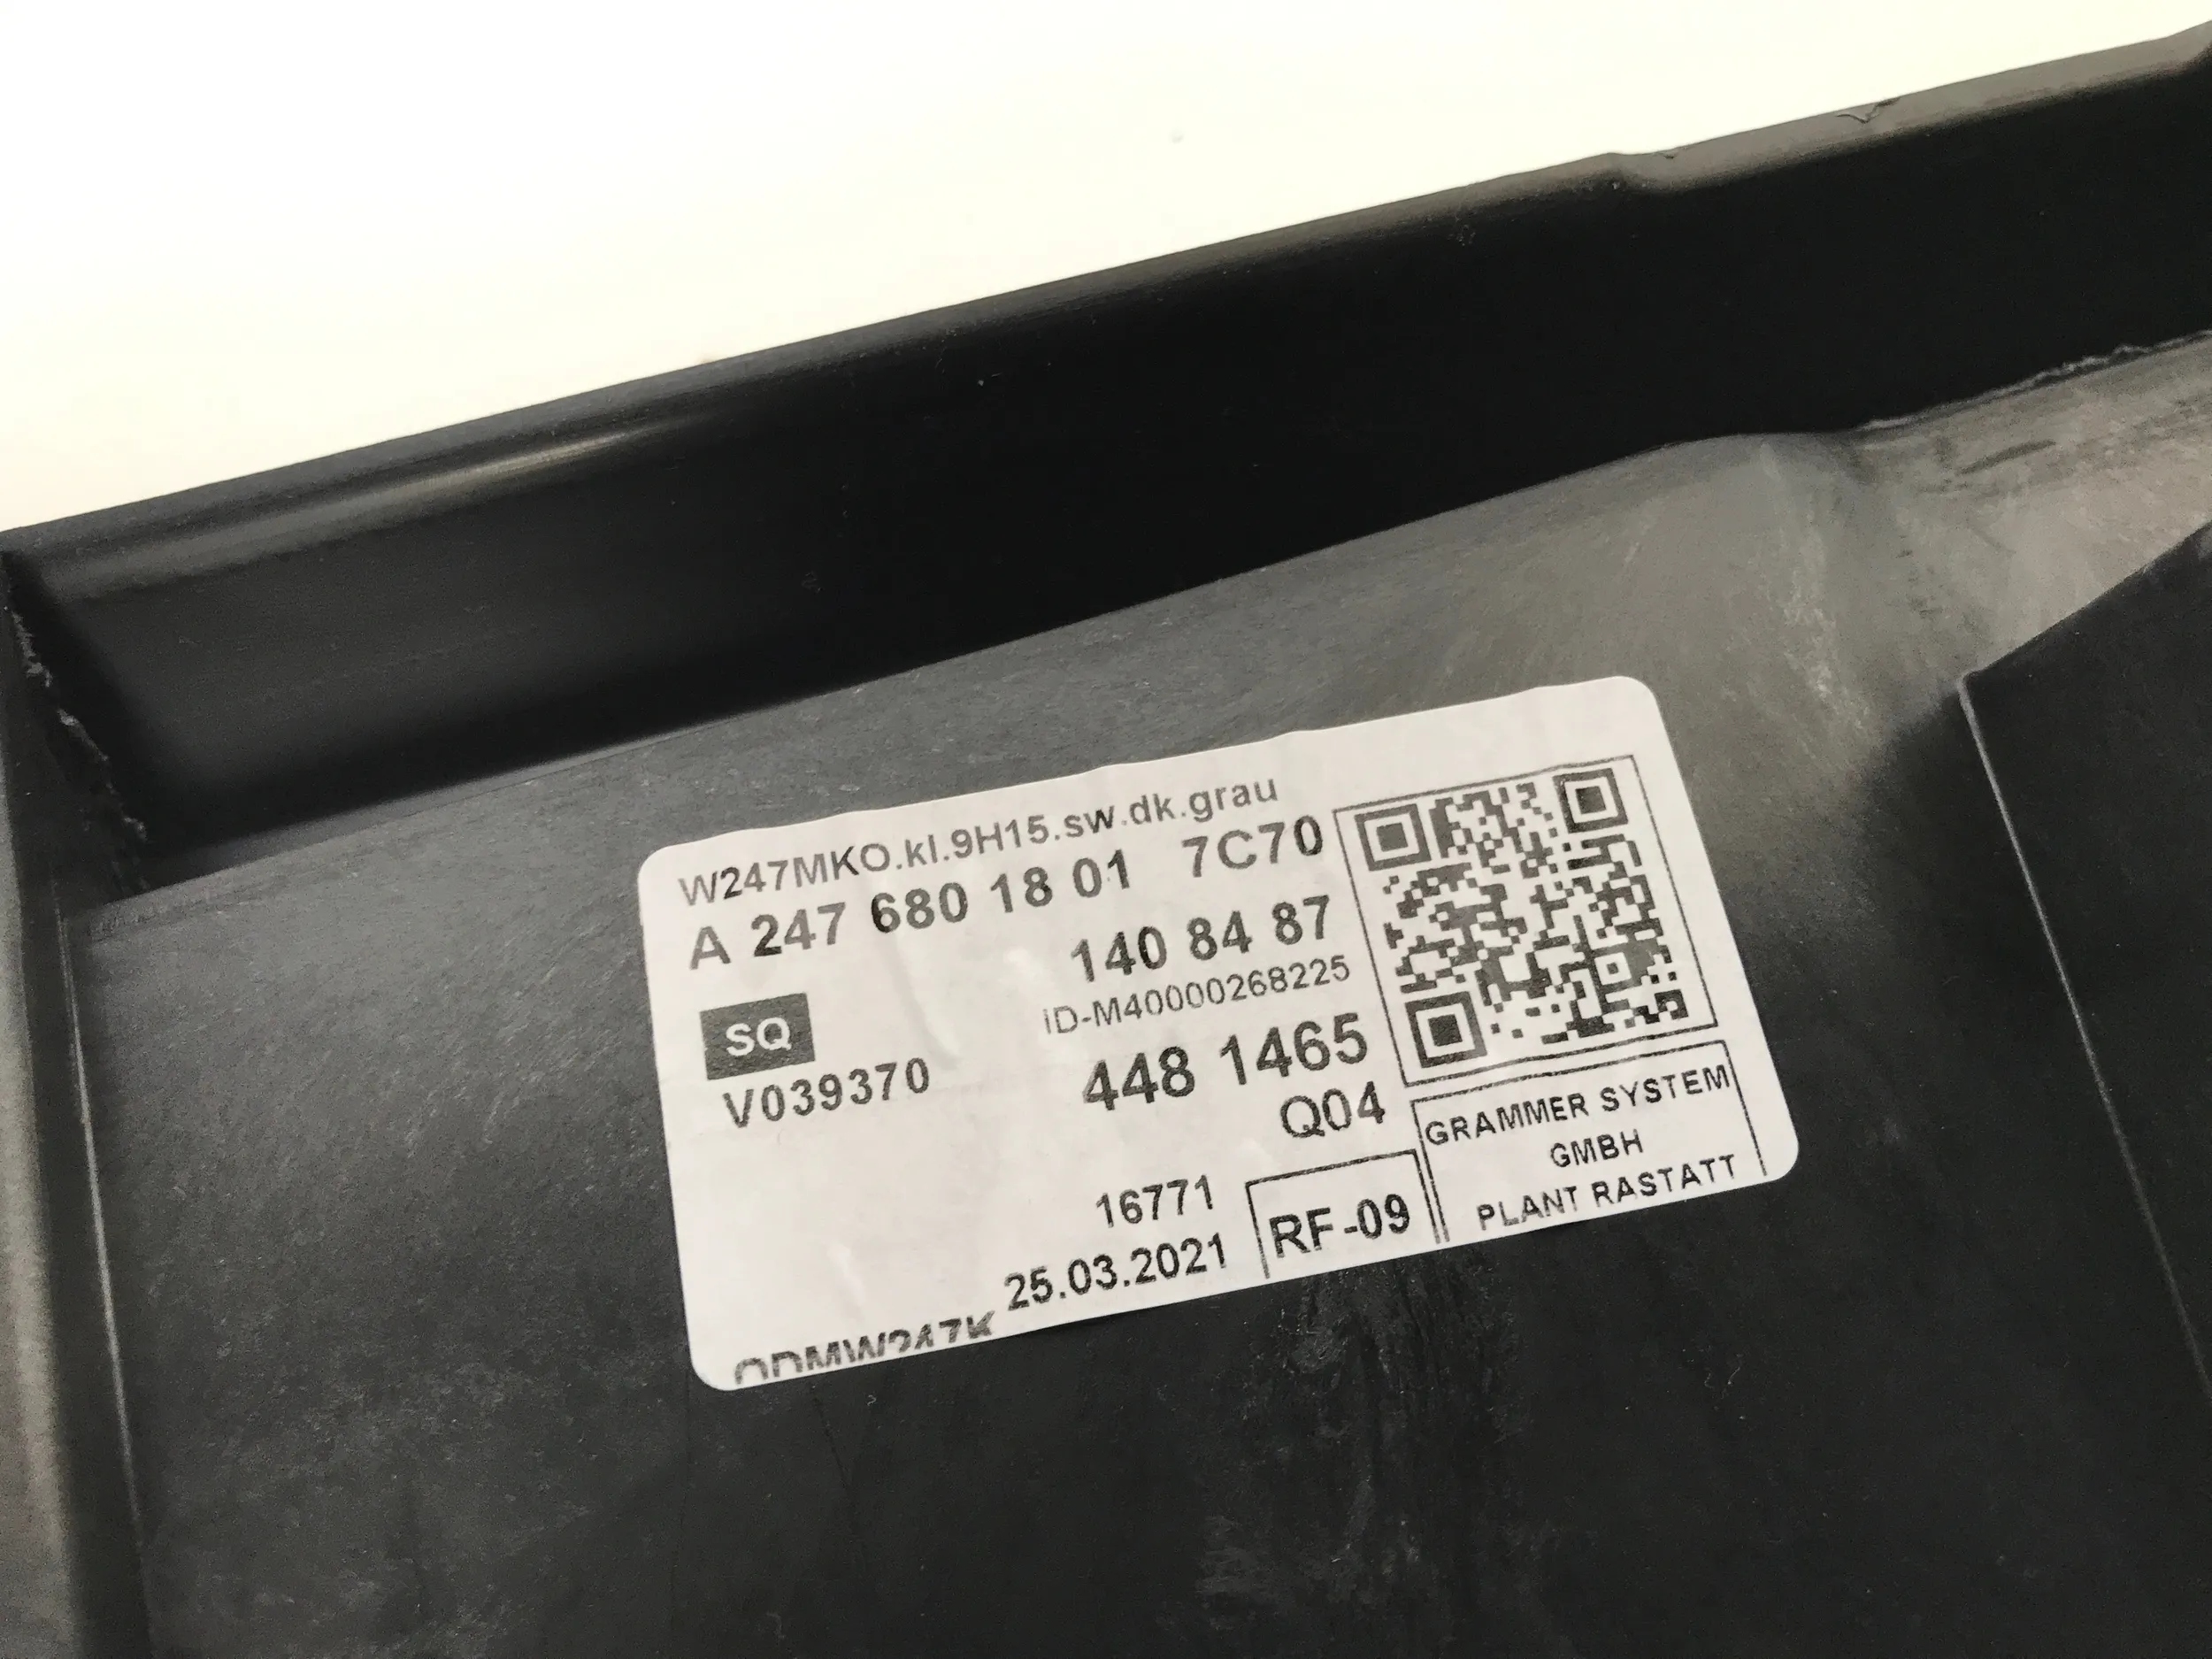 W247MKO.kl.9H15.sw.dk.grau
A 247 680 18 01 7C70
140 84 87
ID-M40000268225
SQ
V039370
448 1465
Q04
16771
25.03.2021
RF-09
GRAMMER SYSTEM
GMBH
PLANT RASTATT